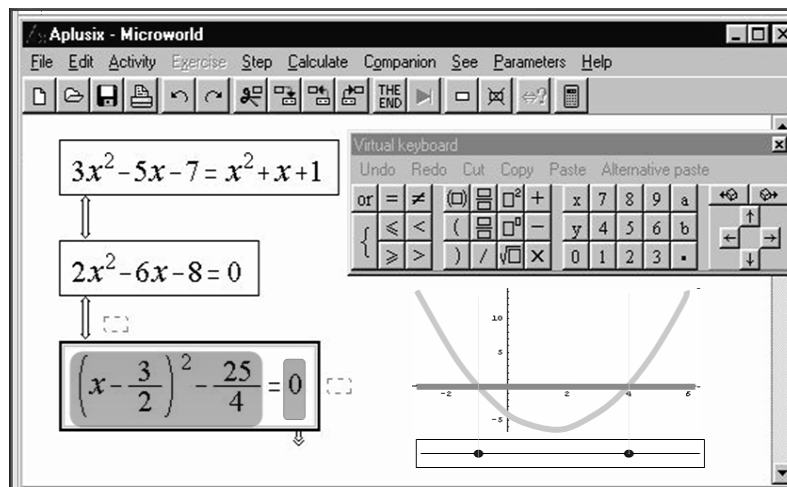 Aplusix - Microworld
File Edit Activity Exercise Step Calculate Companion See Parameters Help
THE END
Virtual keyboard
Undo Redo Cut Copy Paste Alternative paste
or = ≠ (□) □² + x 7 8 9 a
{ ⩽ < ( □⁰ − y 4 5 6 b
⩾ > ) / √□ × 0 1 2 3 .
3x² − 5x − 7 = x² + x + 1
2x² − 6x − 8 = 0
(x − 3/2)² − 25/4 = 0
10
5
-2 2 4 6
-5